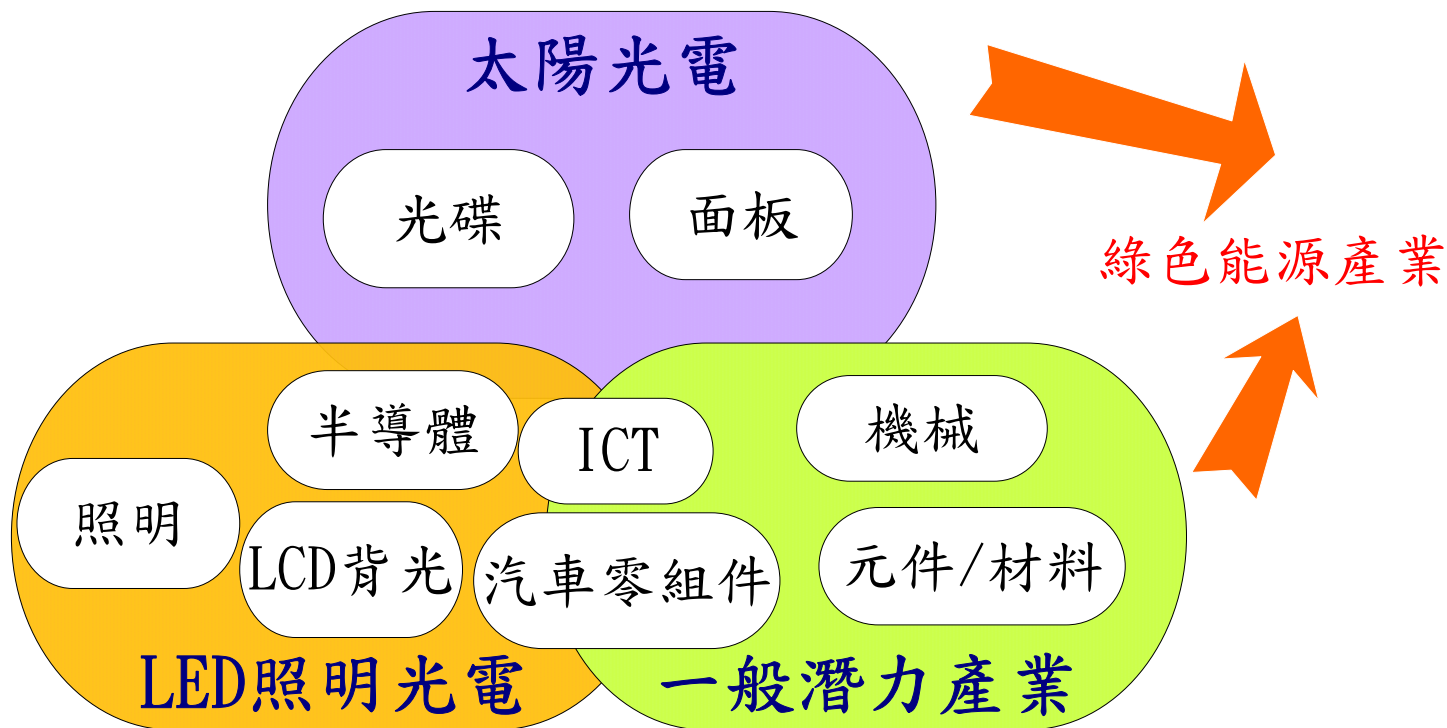 太陽光電
光碟
面板
綠色能源產業
半導體
ICT
機械
照明
LCD背光
汽車零組件
元件/材料
LED照明光電
一般潛力產業